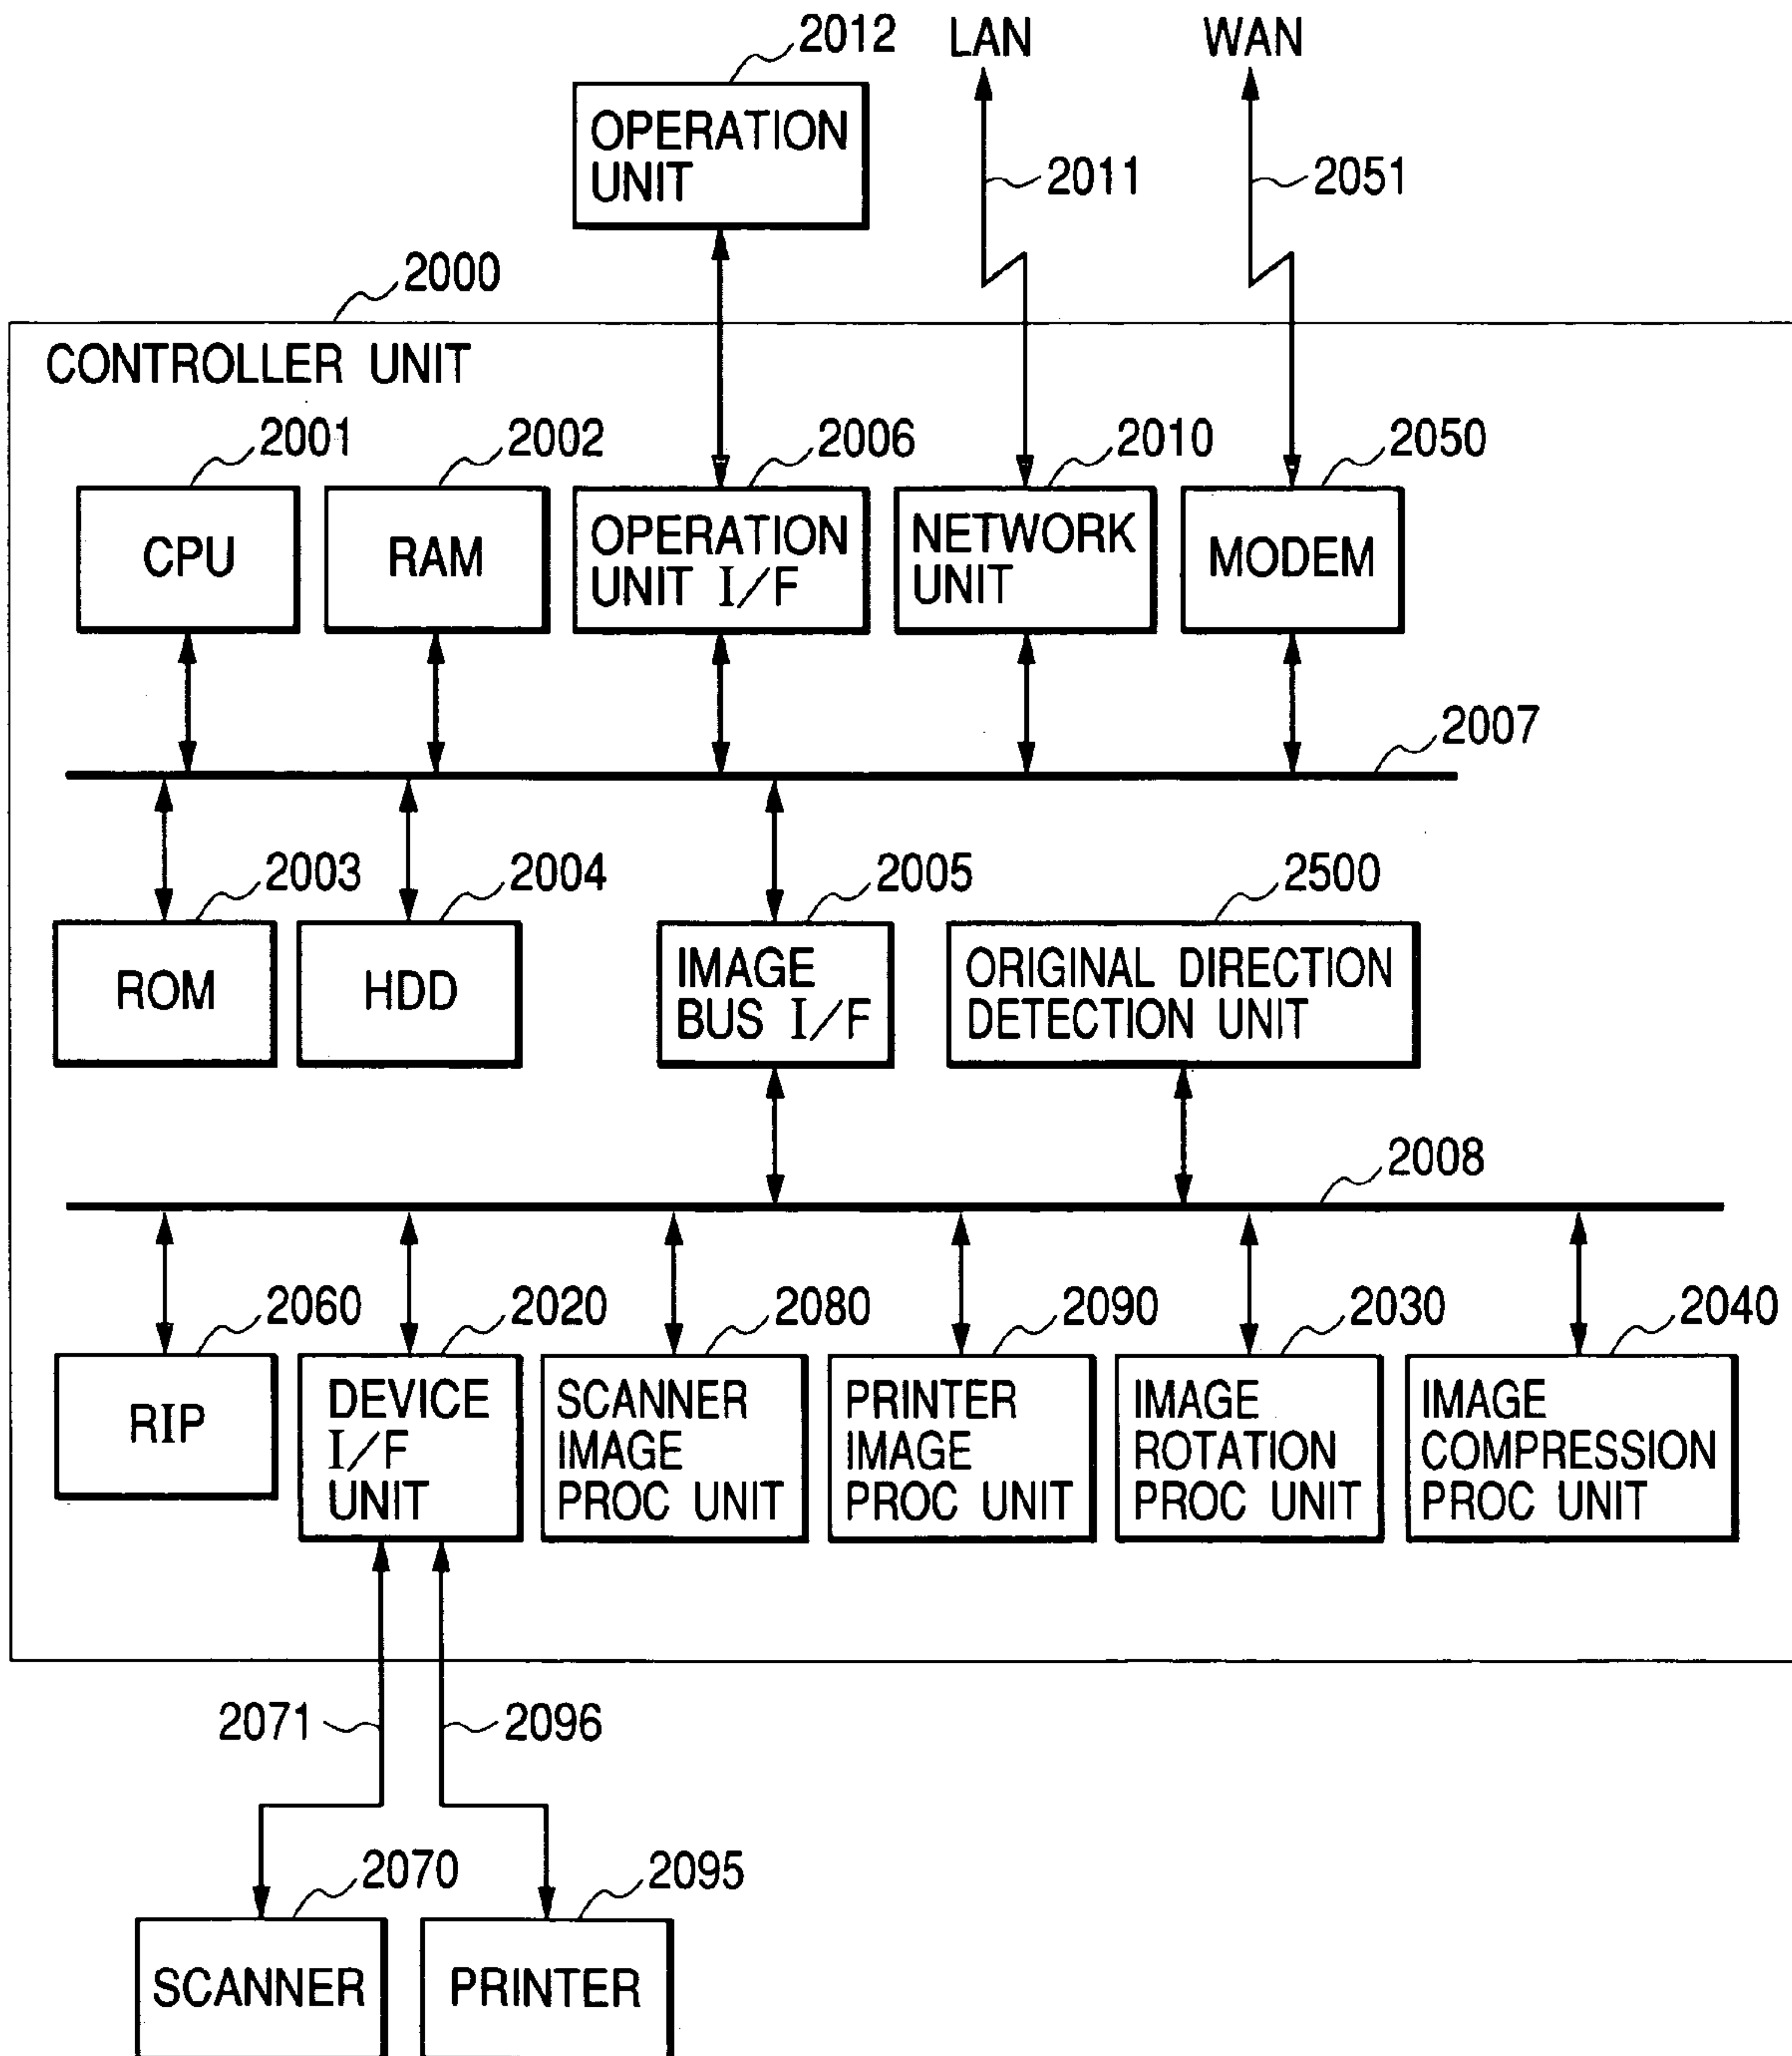 2012
LAN
WAN
OPERATION
UNIT
2011
2051
2000
CONTROLLER UNIT
2001
2002
2006
2010
2050
CPU
RAM
OPERATION
UNIT I/F
NETWORK
UNIT
MODEM
2007
2003
2004
2005
2500
ROM
HDD
IMAGE
BUS I/F
ORIGINAL DIRECTION
DETECTION UNIT
2008
2060
2020
2080
2090
2030
2040
RIP
DEVICE
I/F
UNIT
SCANNER
IMAGE
PROC UNIT
PRINTER
IMAGE
PROC UNIT
IMAGE
ROTATION
PROC UNIT
IMAGE
COMPRESSION
PROC UNIT
2071
2096
2070
2095
SCANNER
PRINTER